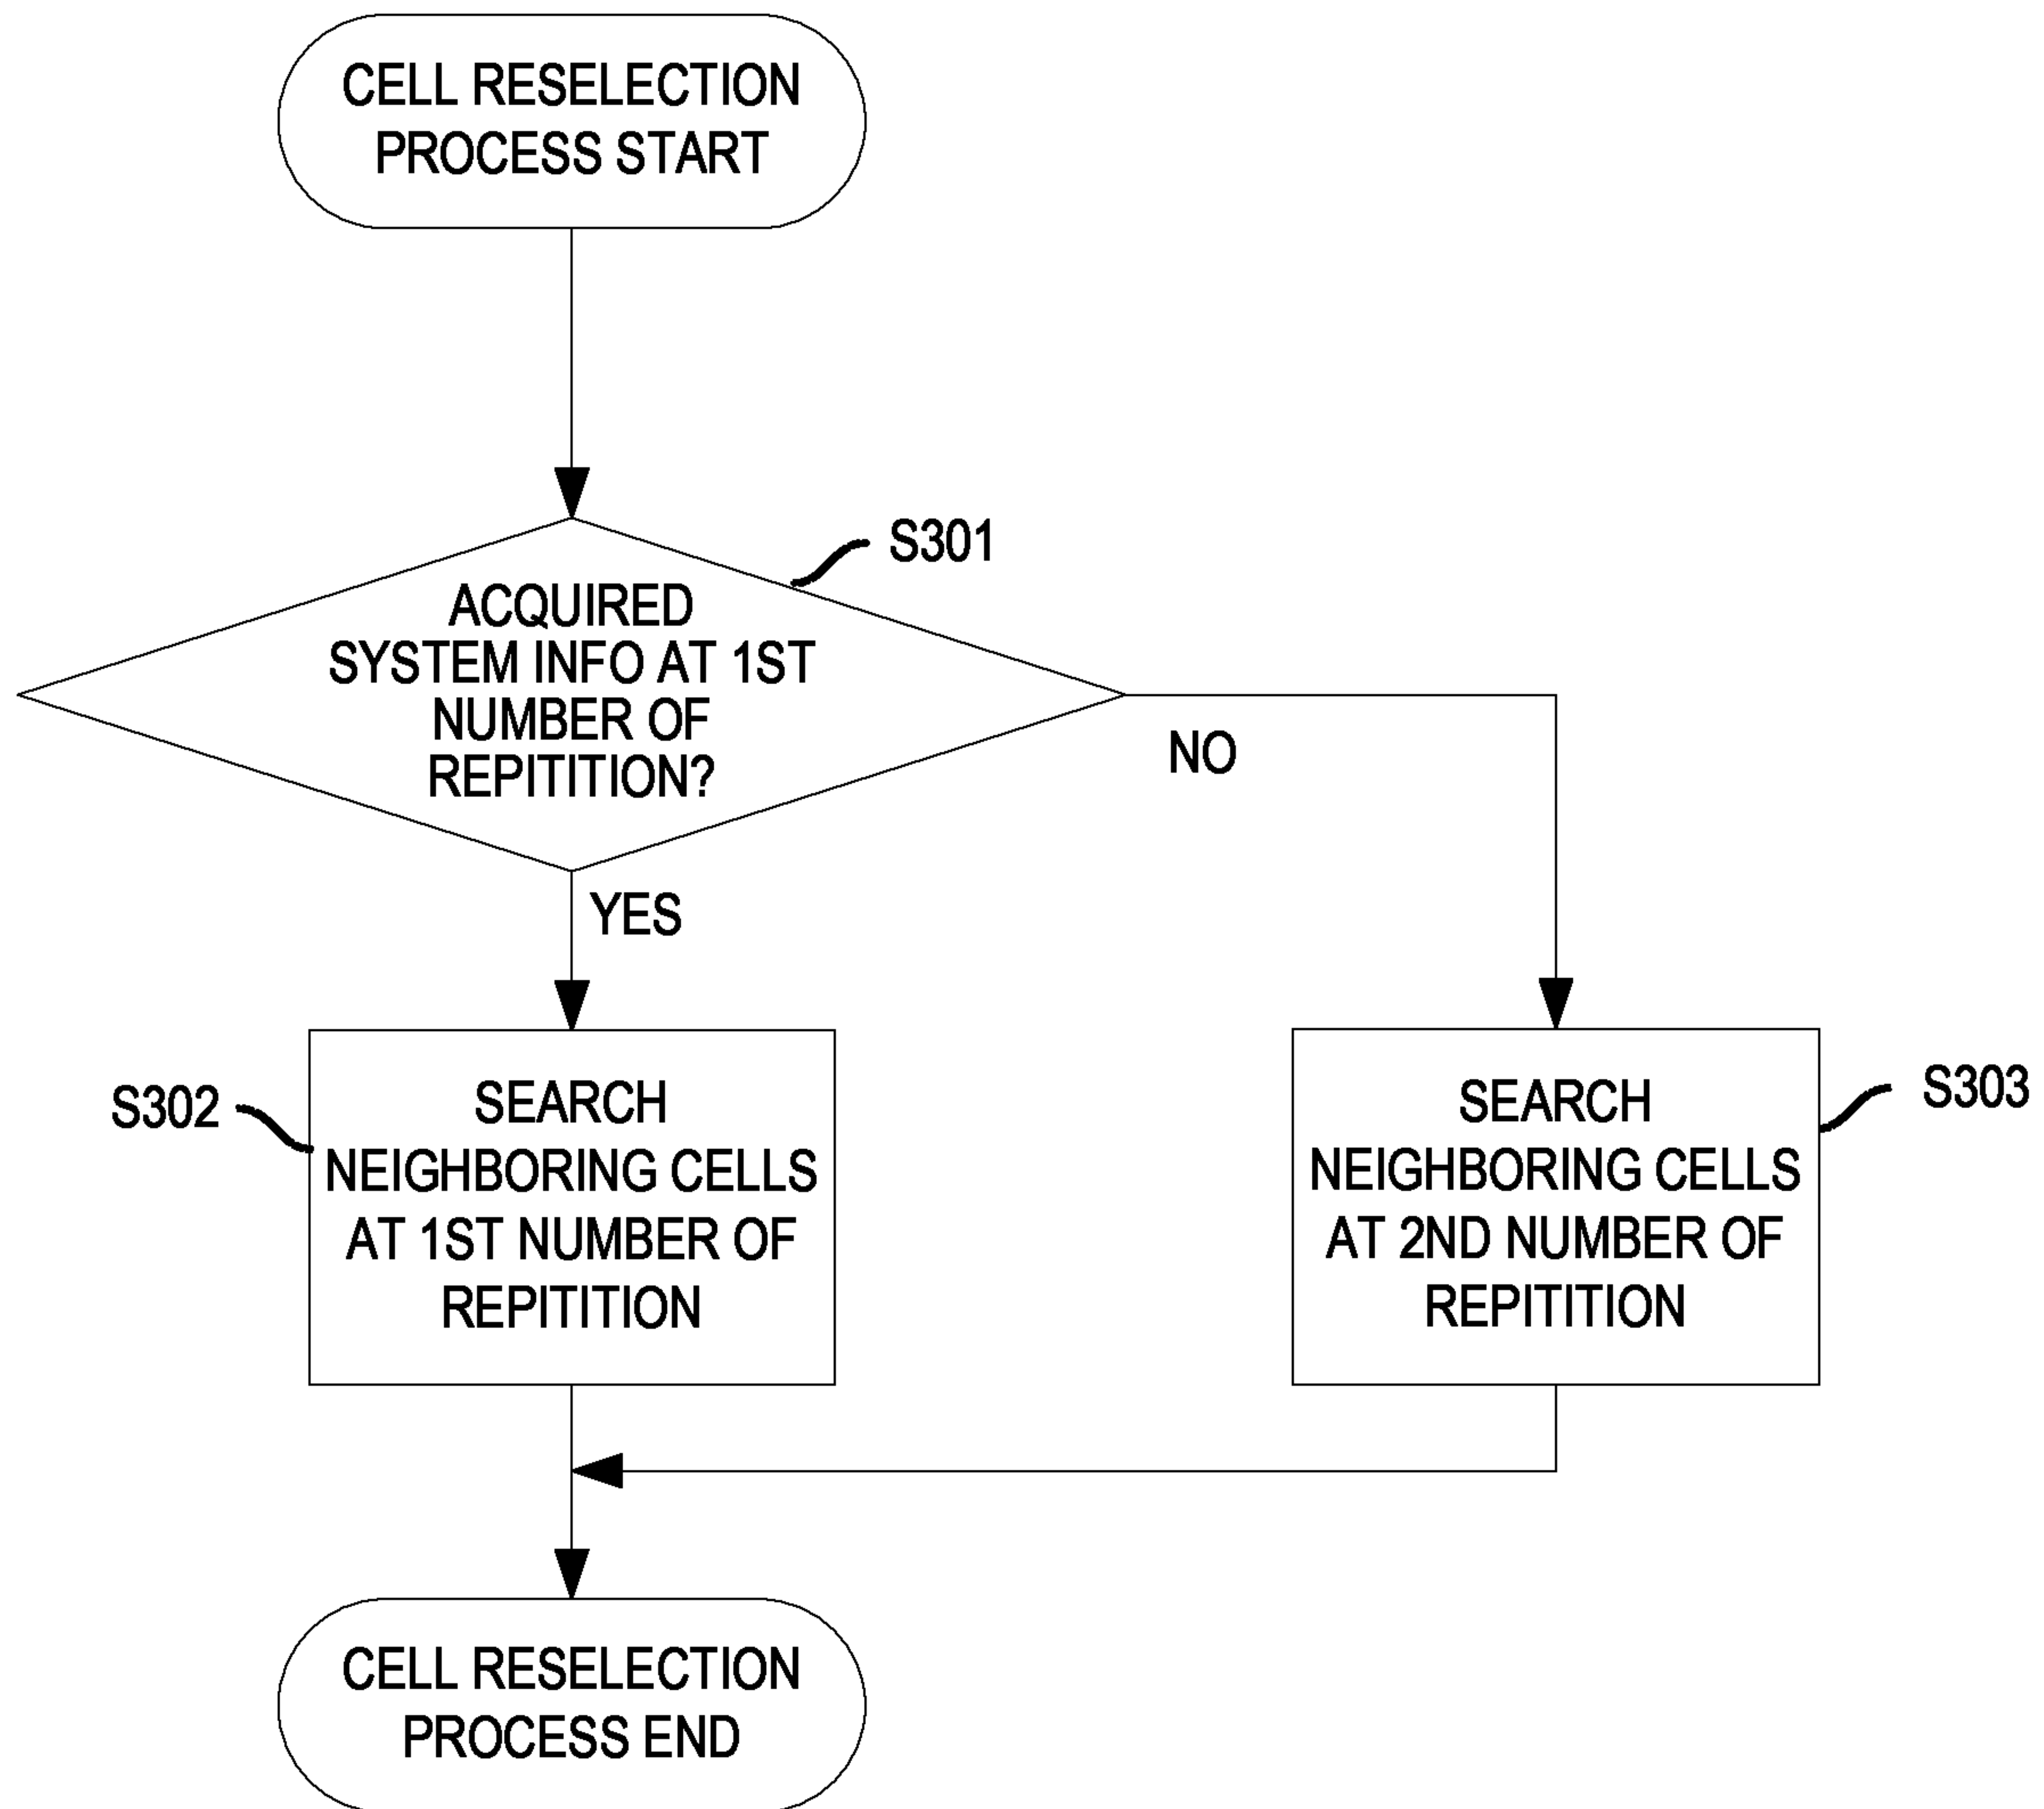 CELL RESELECTION
PROCESS START
S301
ACQUIRED
SYSTEM INFO AT 1ST
NUMBER OF
REPITITION?
NO
YES
S302
SEARCH
NEIGHBORING CELLS
AT 1ST NUMBER OF
REPITITION
S303
SEARCH
NEIGHBORING CELLS
AT 2ND NUMBER OF
REPITITION
CELL RESELECTION
PROCESS END